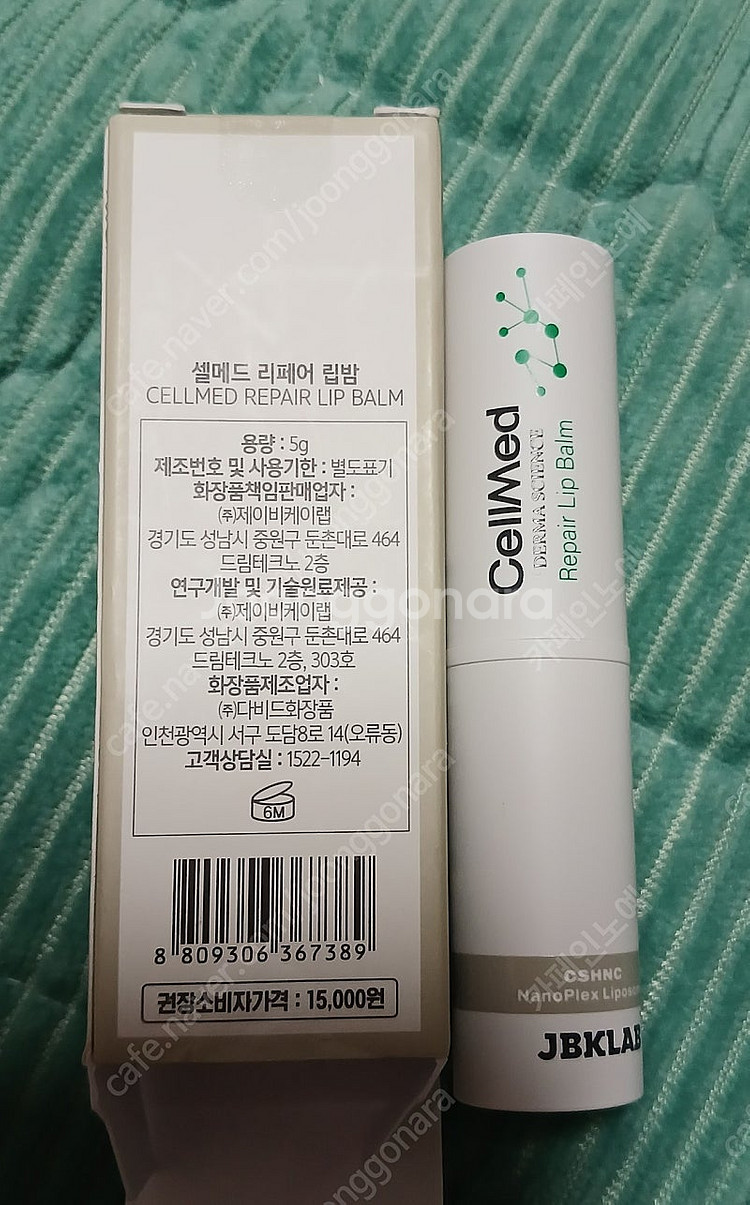 셀메드 리페어 립밤
CELLMED REPAIR LIP BALM
용량 : 5g
제조번호 및 사용기한 : 별도표기
화장품책임판매업자 :
㈜제이비케이랩
경기도 성남시 중원구 둔촌대로 464
드림테크노 2층
연구개발 및 기술원료제공 :
㈜제이비케이랩
경기도 성남시 중원구 둔촌대로 464
드림테크노 2층, 303호
화장품제조업자 :
㈜다비드화장품
인천광역시 서구 도담8로 14(오류동)
고객상담실 : 1522-1194
6M
8 809306 367389
권장소비자가격 : 15,000원
CellMed
DERMA SCIENCE
Repair Lip Balm
CSHNC
NanoPlex
JBKLAB
joonggonara
cafe.naver.com/joonggonara
카페인노예